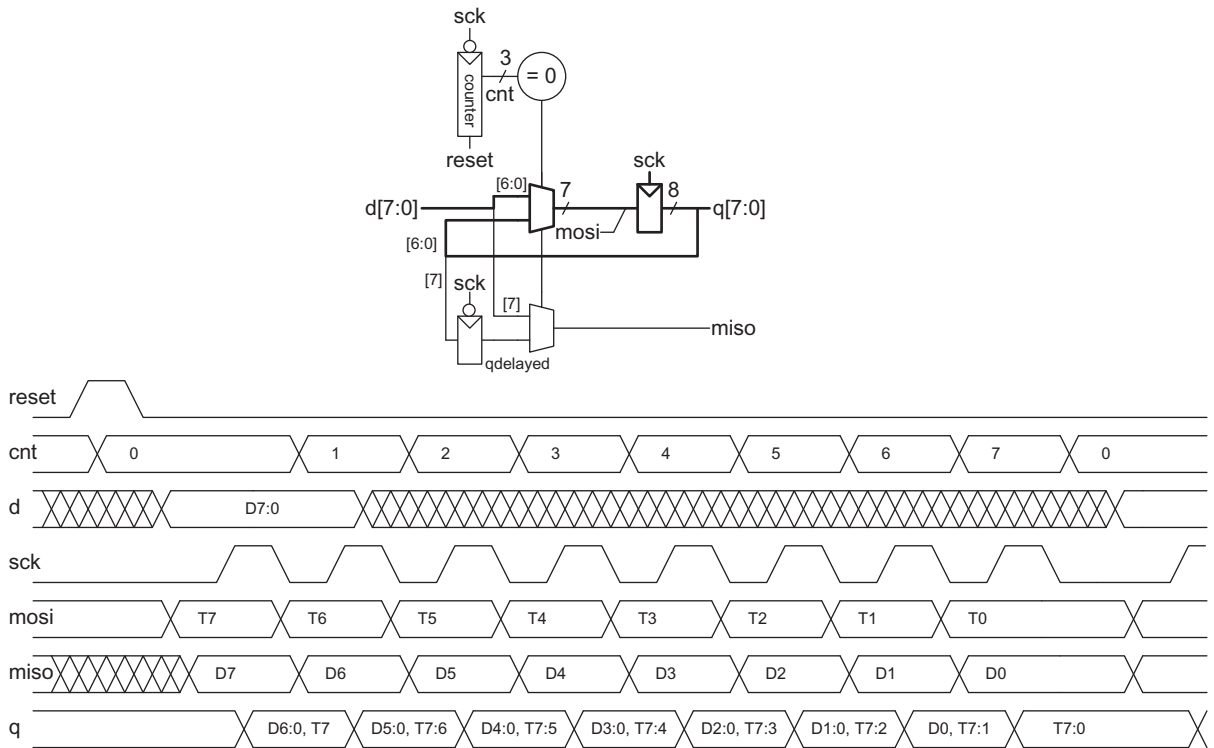 sck
3
= 0
cnt
counter
reset
sck
[6:0]
7
8
d[7:0]
q[7:0]
mosi
[6:0]
[7]
sck
[7]
miso
qdelayed
reset
cnt 0 1 2 3 4 5 6 7 0
d D7:0
sck
mosi T7 T6 T5 T4 T3 T2 T1 T0
miso D7 D6 D5 D4 D3 D2 D1 D0
q D6:0, T7 D5:0, T7:6 D4:0, T7:5 D3:0, T7:4 D2:0, T7:3 D1:0, T7:2 D0, T7:1 T7:0